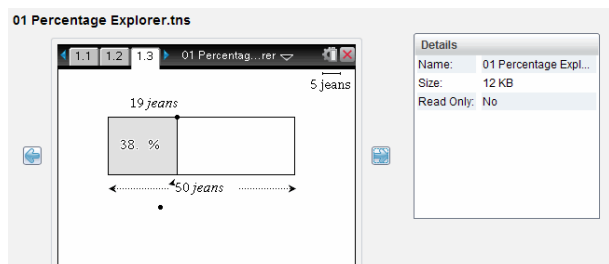 01 Percentage Explorer.tns
1.1 1.2 1.3 01 Percentag...rer
5 jeans
19 jeans
38. %
50 jeans
Details
Name: 01 Percentage Expl...
Size: 12 KB
Read Only: No